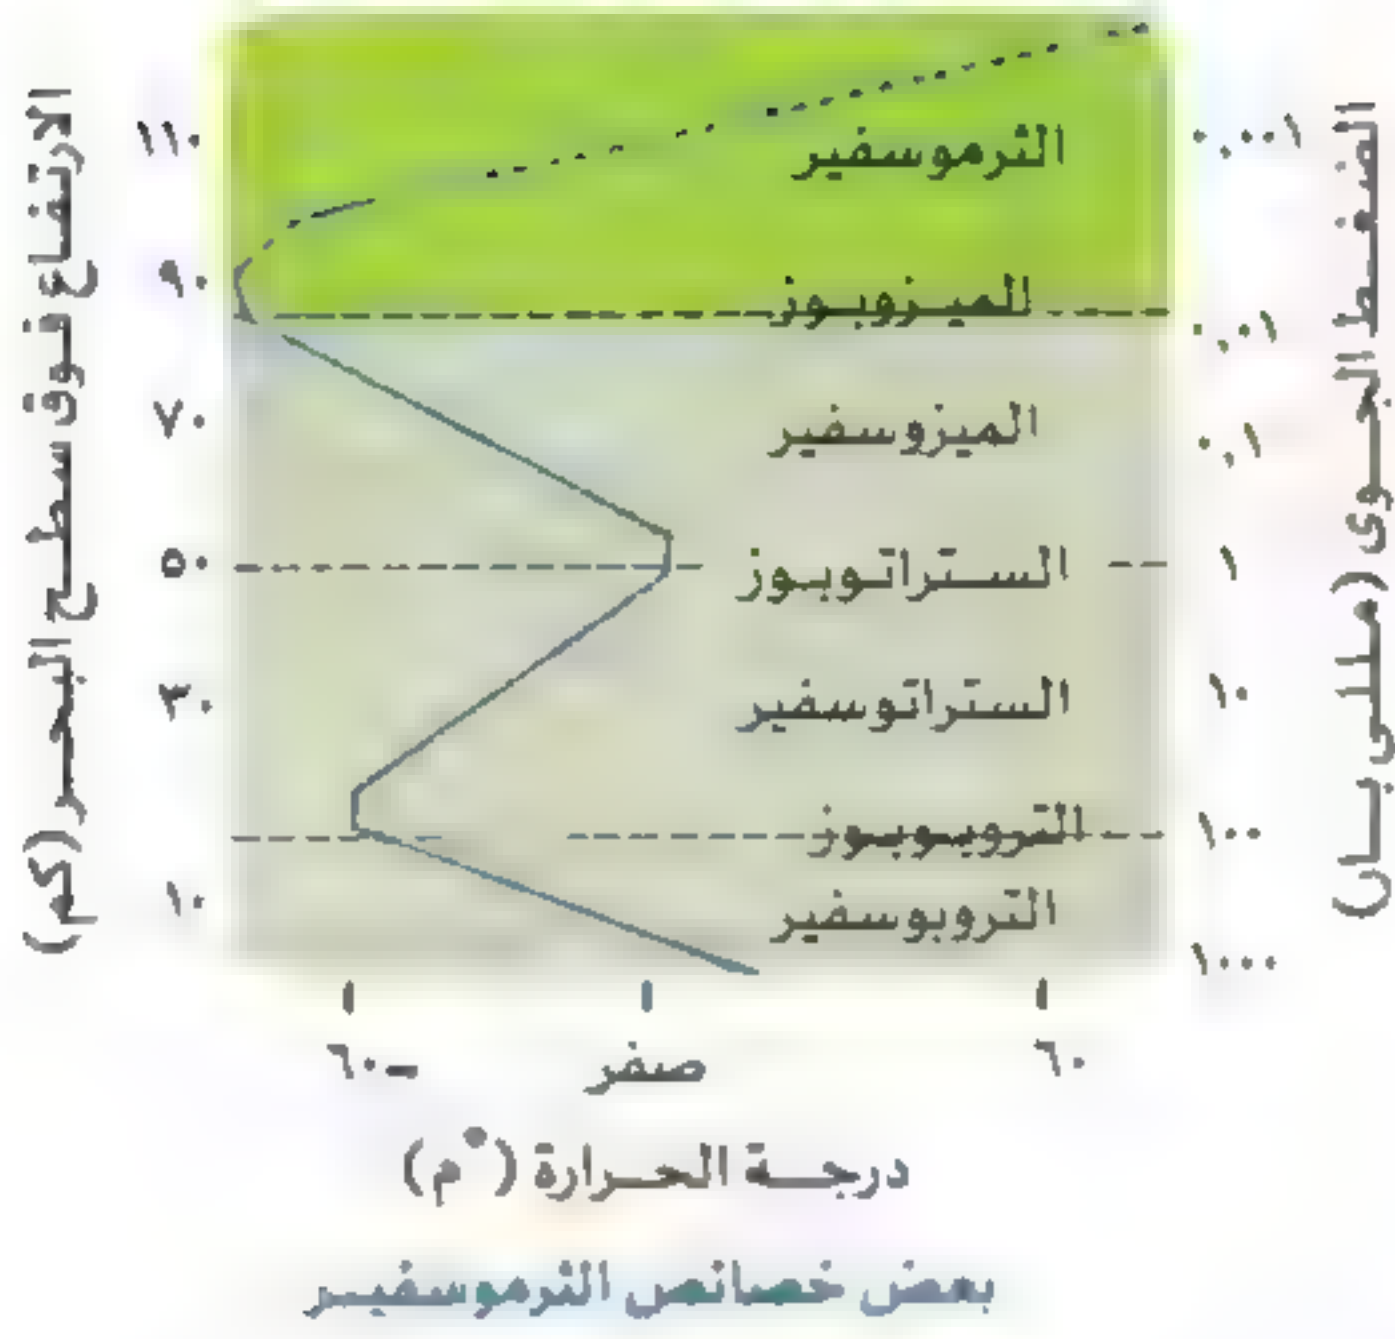 الارتفاع فوق سطح البحر (كم)
١١٠
٩٠
٧٠
٥٠
٣٠
١٠
الثرموسفير
الميزوبوز
الميزوسفير
الستراتوبوز
الستراتوسفير
التروبوبوز
التروبوسفير
الضغط الجوى (مللى بار)
٠,٠٠١
٠,٠١
٠,١
١
١٠
١٠٠
١٠٠٠
-٦٠
صفر
٦٠
درجة الحرارة (°م)
بعض خصائص الثرموسفير